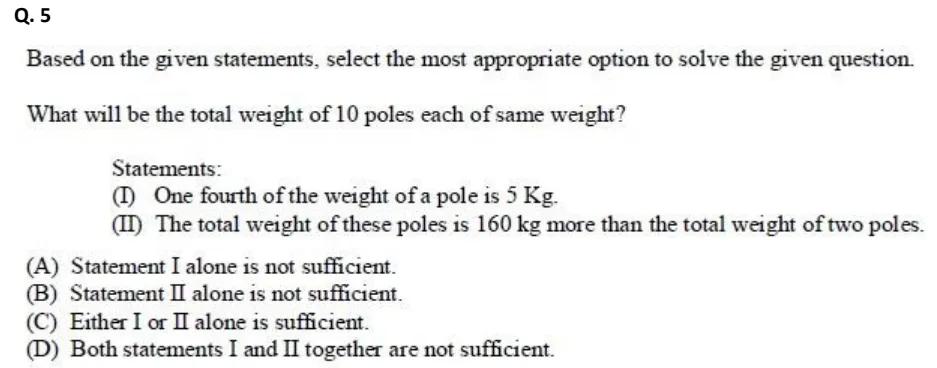 Q. 5
Based on the given statements, select the most appropriate option to solve the given question.
What will be the total weight of 10 poles each of same weight?
Statements:
(I) One fourth of the weight of a pole is 5 Kg.
(II) The total weight of these poles is 160 kg more than the total weight of two poles.
(A) Statement I alone is not sufficient.
(B) Statement II alone is not sufficient.
(C) Either I or II alone is sufficient.
(D) Both statements I and II together are not sufficient.